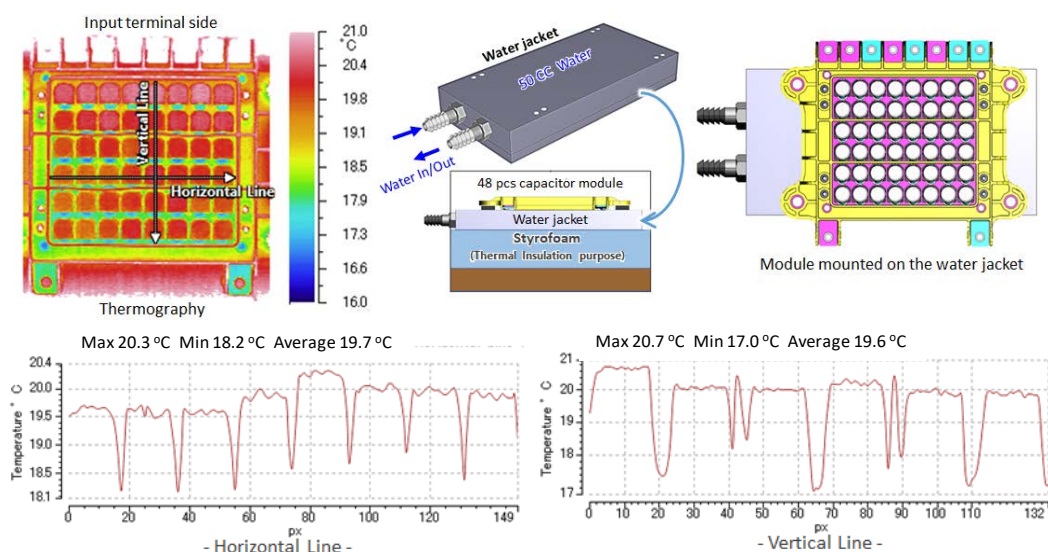 Input terminal side
°C
21.0
20.4
19.8
19.1
18.5
17.9
17.3
16.6
16.0
Vertical Line
Horizontal Line
Thermography
Water jacket
50 CC Water
Water In/Out
48 pcs capacitor module
Water jacket
Styrofoam
(Thermal Insulation purpose)
Module mounted on the water jacket
Max 20.3 °C Min 18.2 °C Average 19.7 °C
Temperature ° C
20.4
20.0
19.5
19.0
18.5
18.1
0 20 40 60 80 100 120 149
px
- Horizontal Line -
Max 20.7 °C Min 17.0 °C Average 19.6 °C
Temperature ° C
21
20
19
18
17
0 10 20 30 40 50 60 70 80 90 110 132
px
- Vertical Line -